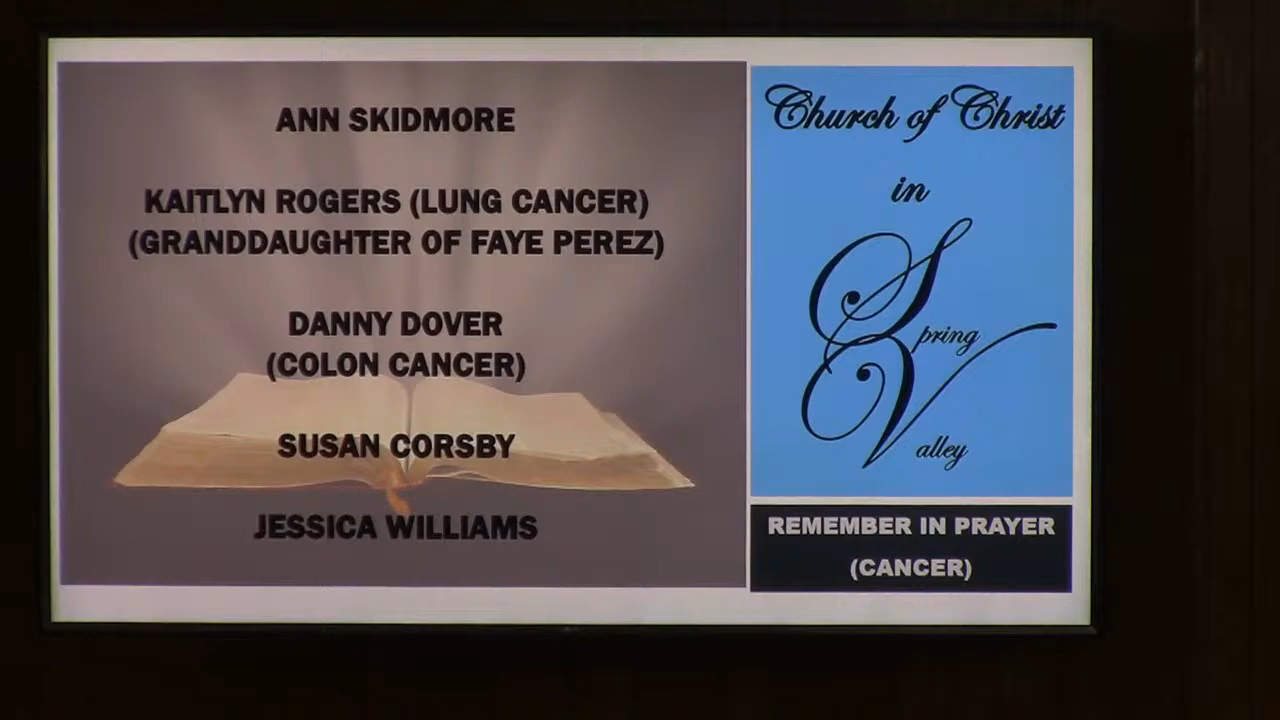 ANN SKIDMORE
KAITLYN ROGERS (LUNG CANCER)
(GRANDDAUGHTER OF FAYE PEREZ)
DANNY DOVER
(COLON CANCER)
SUSAN CORSBY
JESSICA WILLIAMS
Church of Christ
in
Spring
Valley
REMEMBER IN PRAYER
(CANCER)